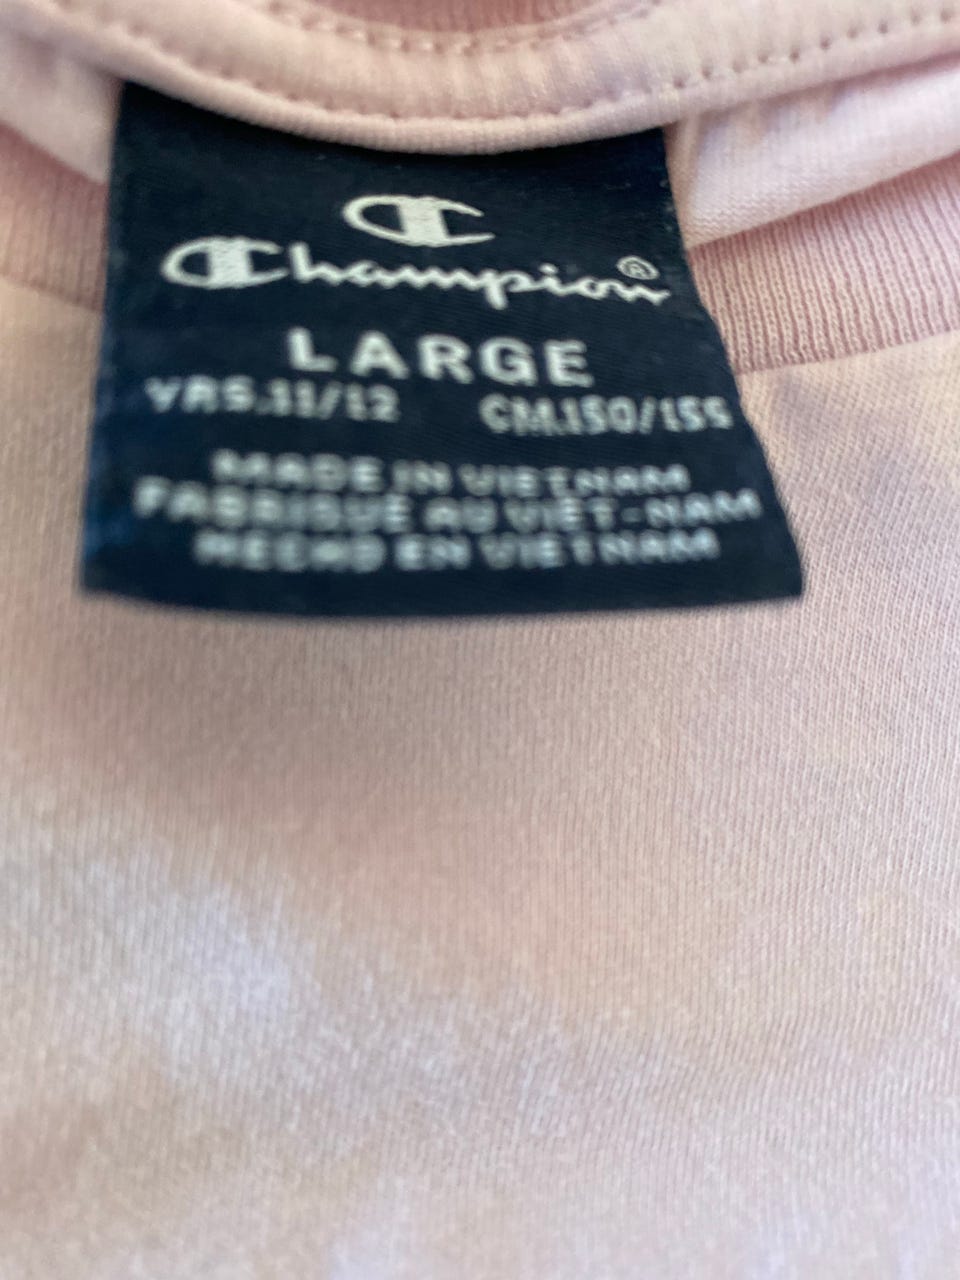 Champion®
LARGE
YRS.11/12 CM.150/155
MADE IN VIETNAM
FABRIQUÉ AU VIET-NAM
HECHO EN VIETNAM